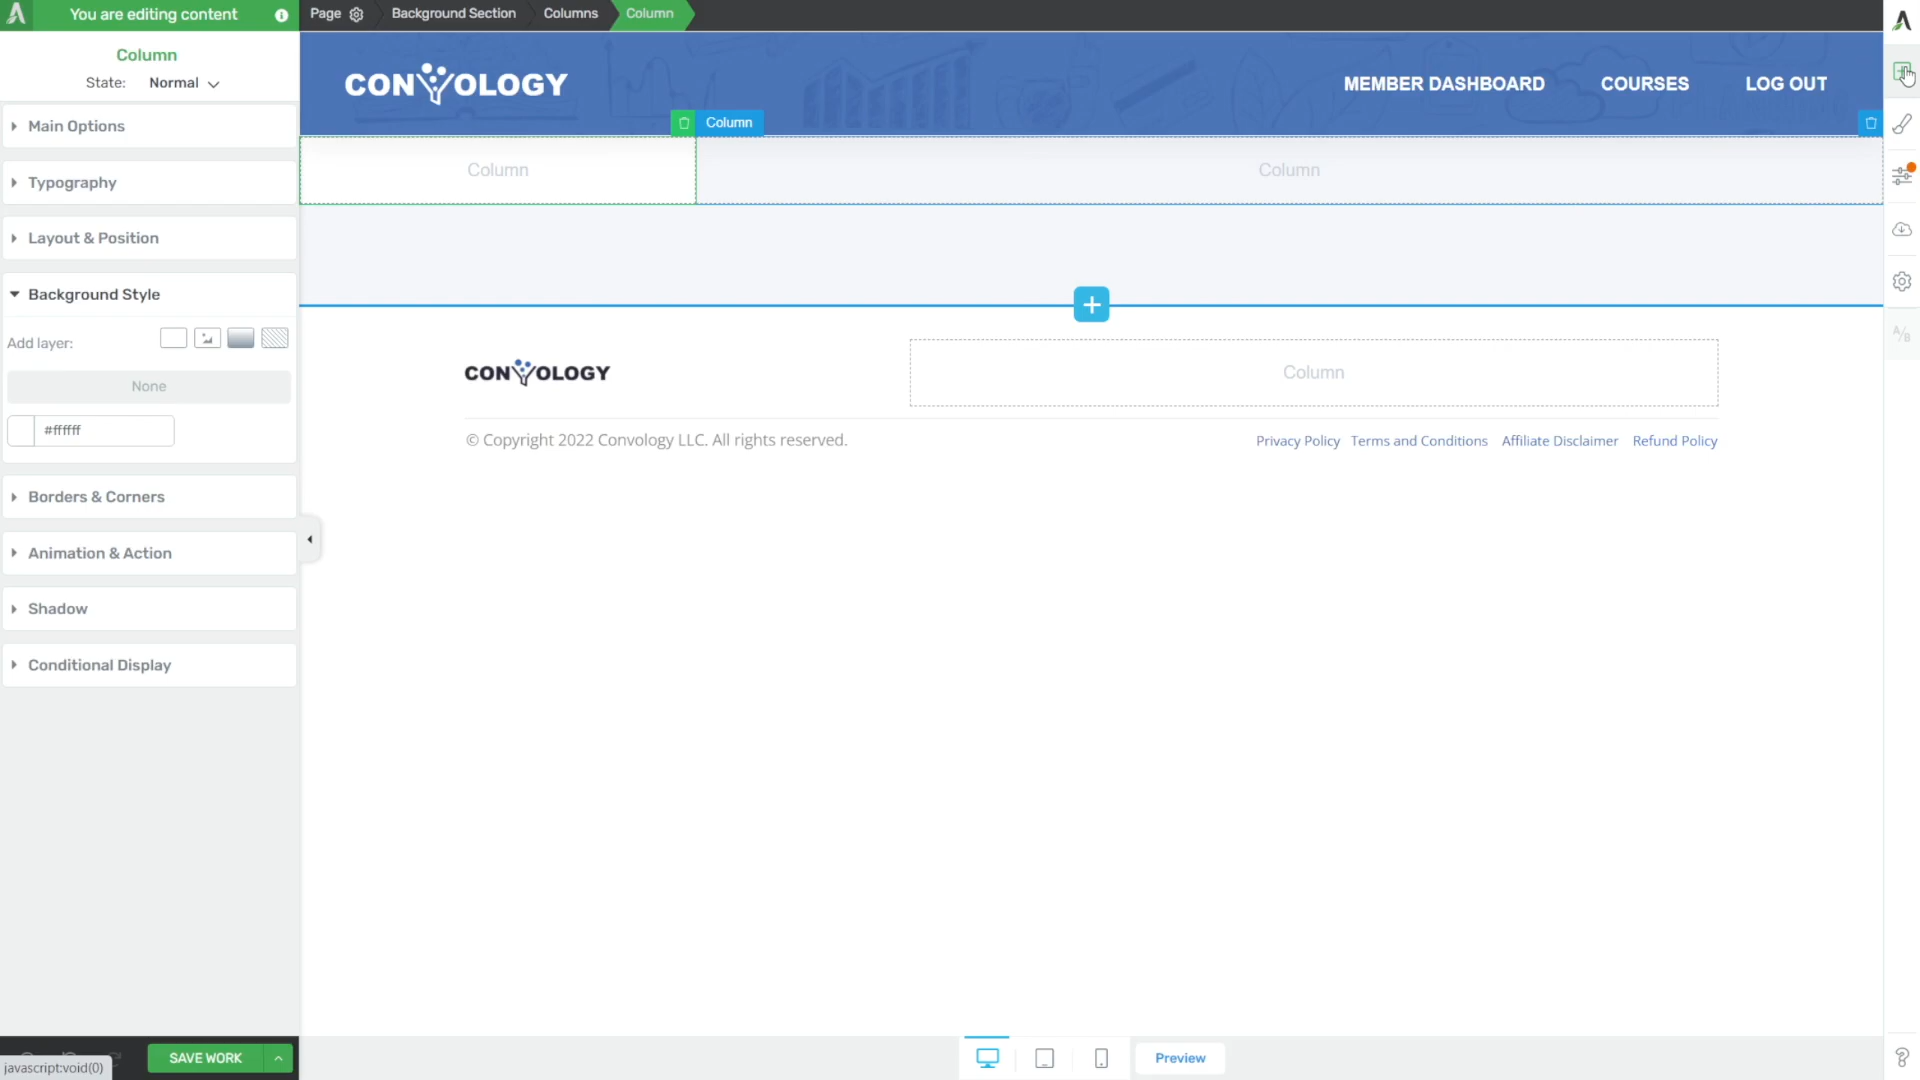 You are editing content
Page
Background Section
Columns
Column
Column
State: Normal
CONVOLOGY
MEMBER DASHBOARD
COURSES
LOG OUT
Main Options
Column
Column
Column
Typography
Layout & Position
Background Style
Add layer:
None
#ffffff
CONVOLOGY
Column
© Copyright 2022 Convology LLC. All rights reserved.
Privacy Policy
Terms and Conditions
Affiliate Disclaimer
Refund Policy
Borders & Corners
Animation & Action
Shadow
Conditional Display
A/B
SAVE WORK
javascript:void(0)
Preview